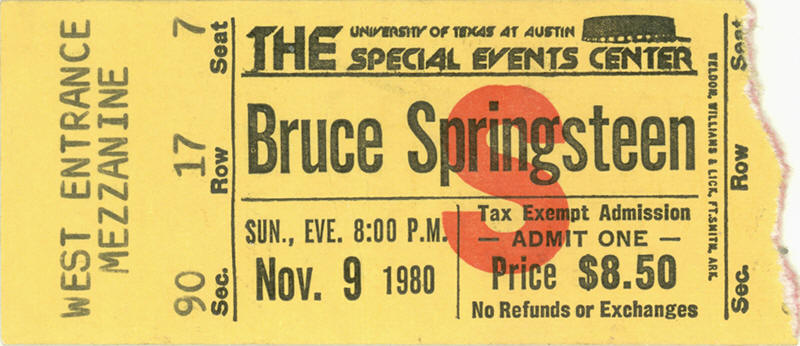 WEST ENTRANCE
MEZZANINE
7 Seat
17 Row
90 Sec.
THE UNIVERSITY OF TEXAS AT AUSTIN
SPECIAL EVENTS CENTER
Bruce Springsteen
S
SUN., EVE. 8:00 P.M.
Nov. 9 1980
Tax Exempt Admission
— ADMIT ONE —
Price $8.50
No Refunds or Exchanges
WELDON, WILLIAMS & LICK, FT. SMITH, ARK.
Seat
Row
Sec.